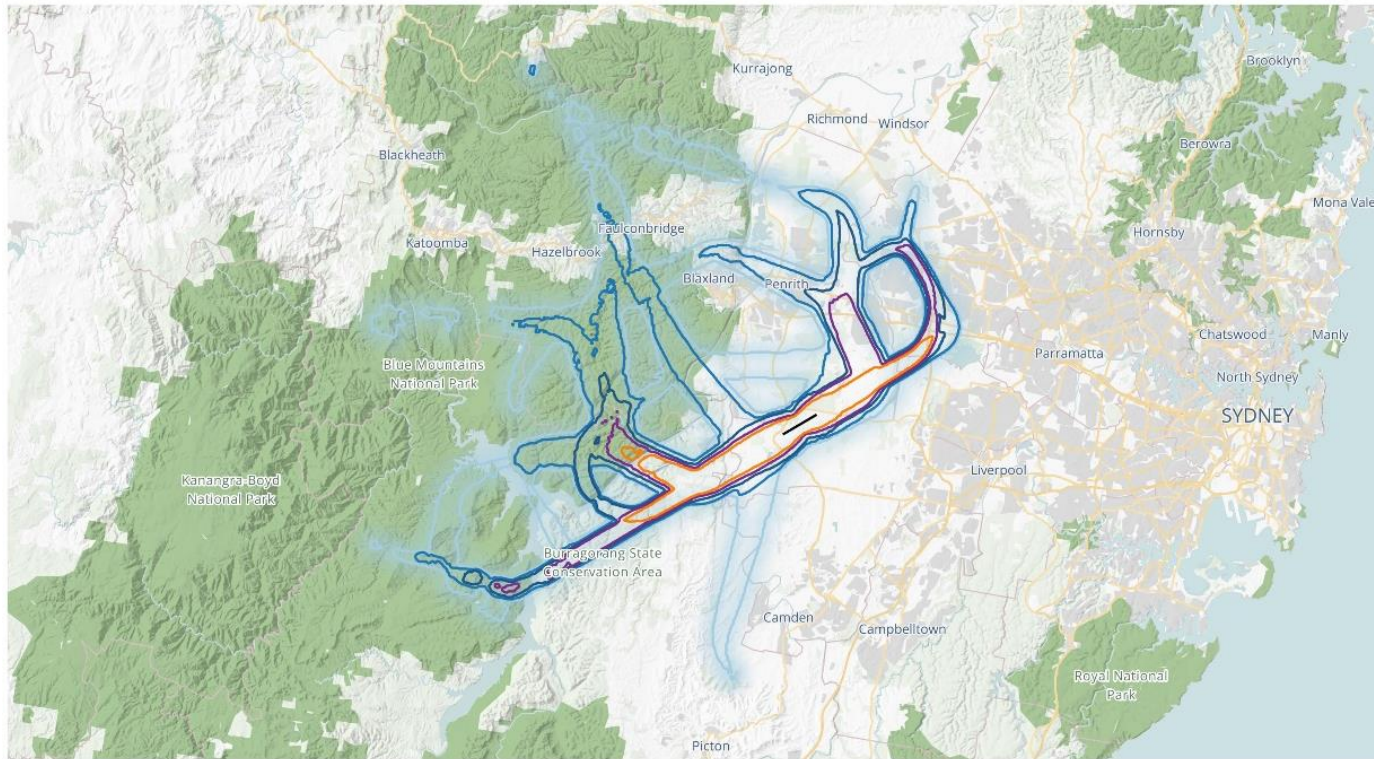 Kurrajong
Brooklyn
Richmond
Windsor
Blackheath
Berowra
Mona Vale
Faulconbridge
Katoomba
Hazelbrook
Hornsby
Blaxland
Penrith
Chatswood
Manly
Parramatta
Blue Mountains
National Park
North Sydney
SYDNEY
Liverpool
Kanangra-Boyd
National Park
Burragorang State
Conservation Area
Camden
Campbelltown
Royal National
Park
Picton